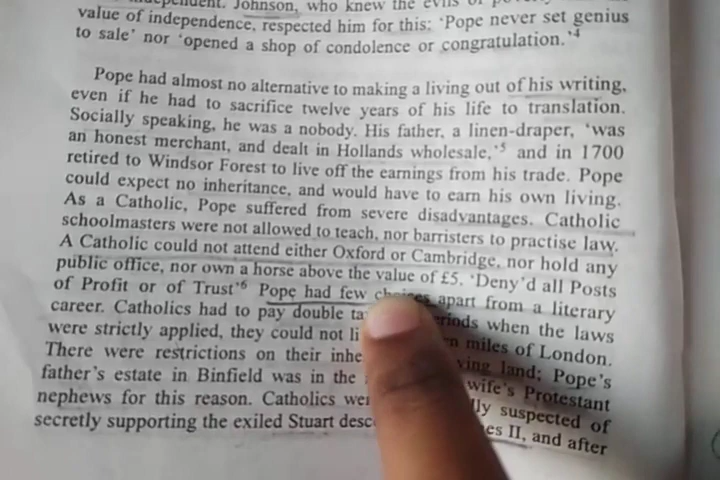 independent. Johnson, who knew the evils of
value of independence, respected him for this: 'Pope never set genius
to sale' nor 'opened a shop of condolence or congratulation.'4
Pope had almost no alternative to making a living out of his writing,
even if he had to sacrifice twelve years of his life to translation.
Socially speaking, he was a nobody. His father, a linen-draper, 'was
an honest merchant, and dealt in Hollands wholesale,'5 and in 1700
retired to Windsor Forest to live off the earnings from his trade. Pope
could expect no inheritance, and would have to earn his own living.
As a Catholic, Pope suffered from severe disadvantages. Catholic
schoolmasters were not allowed to teach, nor barristers to practise law.
A Catholic could not attend either Oxford or Cambridge, nor hold any
public office, nor own a horse above the value of £5. 'Deny'd all Posts
of Profit or of Trust'6 Pope had few choices apart from a literary
career. Catholics had to pay double when the laws
were strictly applied, they could not miles of London.
There were restrictions on their land; Pope's
father's estate in Binfield was in the wife's Protestant
nephews for this reason. Catholics suspected of
secretly supporting the exiled Stuart II, and after